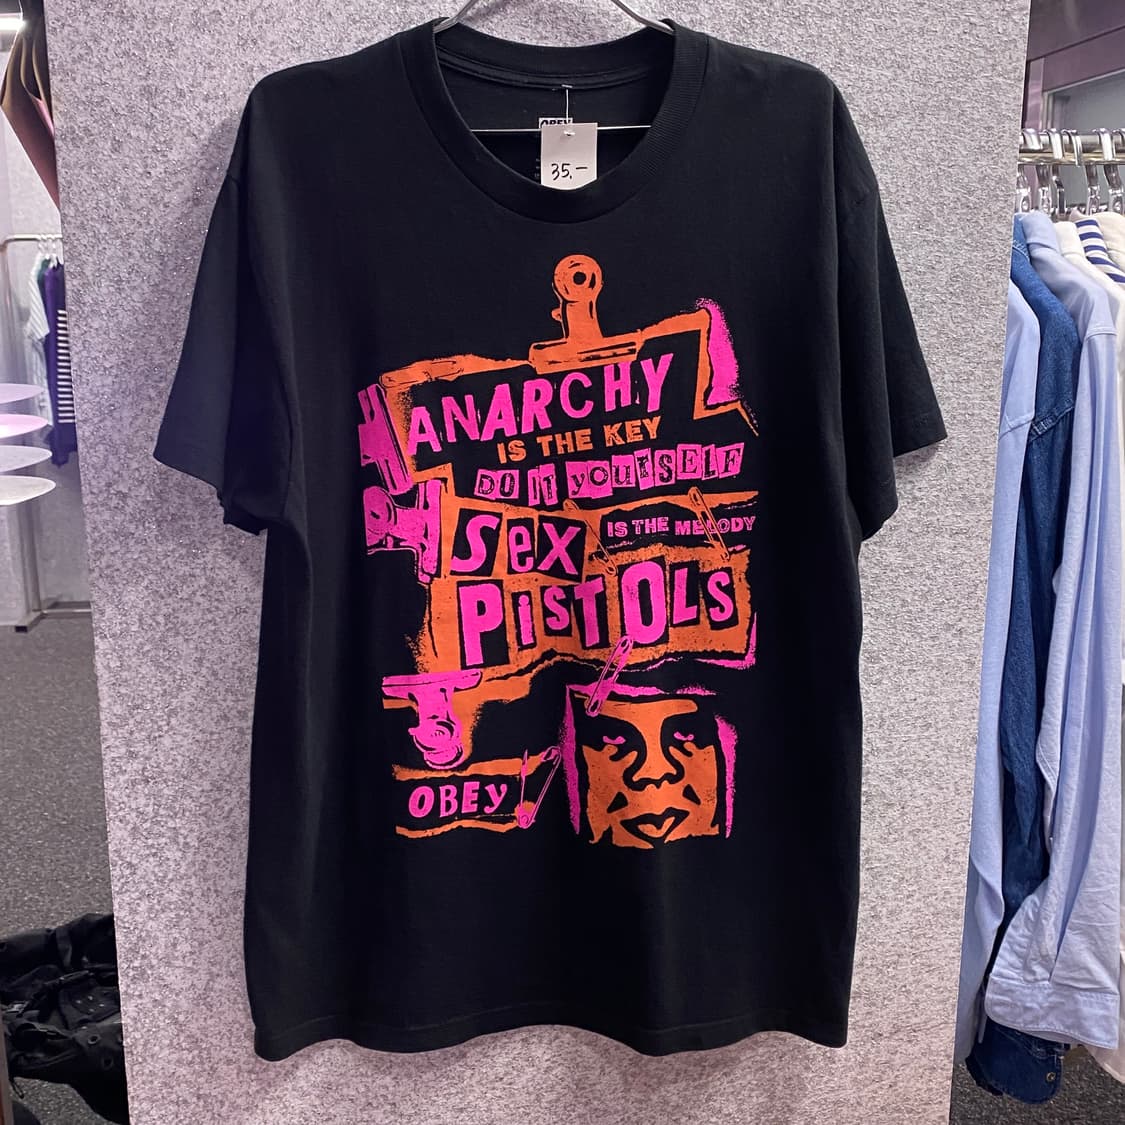 OBEY
35.-
ANARCHY
IS THE KEY
DO IT yourSELF
Sex IS THE MELODY
PiSTOLS
OBEy